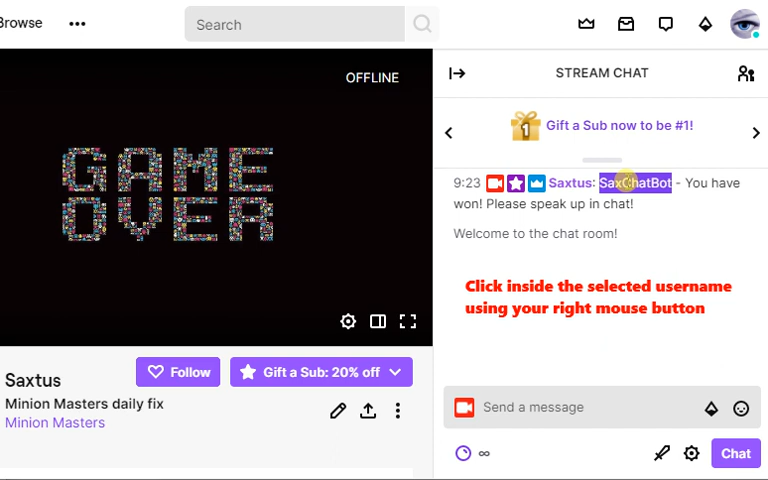 Browse
Search
OFFLINE
GAME
OVER
Saxtus
Follow
Gift a Sub: 20% off
Minion Masters daily fix
Minion Masters
STREAM CHAT
1
Gift a Sub now to be #1!
9:23 Saxtus: SaxChatBot - You have
won! Please speak up in chat!
Welcome to the chat room!
Click inside the selected username
using your right mouse button
Send a message
∞
Chat